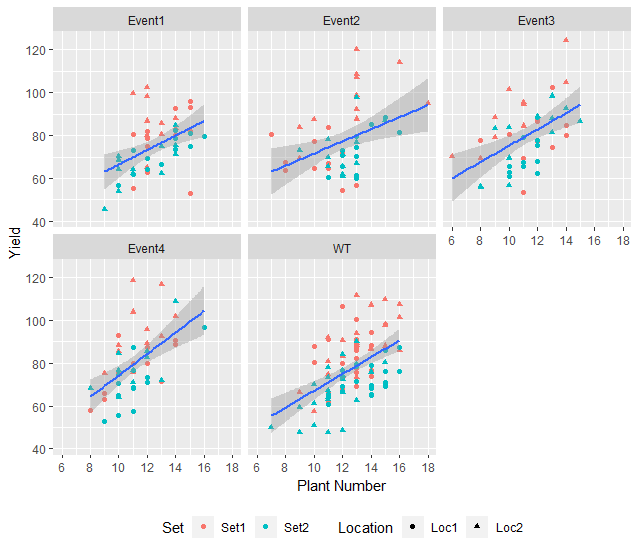 Event1 Event2 Event3
120
100
80
60
40
6 8 10 12 14 16 18
Event4 WT
120
100
80
60
40
6 8 10 12 14 16 18 6 8 10 12 14 16 18
Yield
Plant Number
Set Set1 Set2 Location Loc1 Loc2